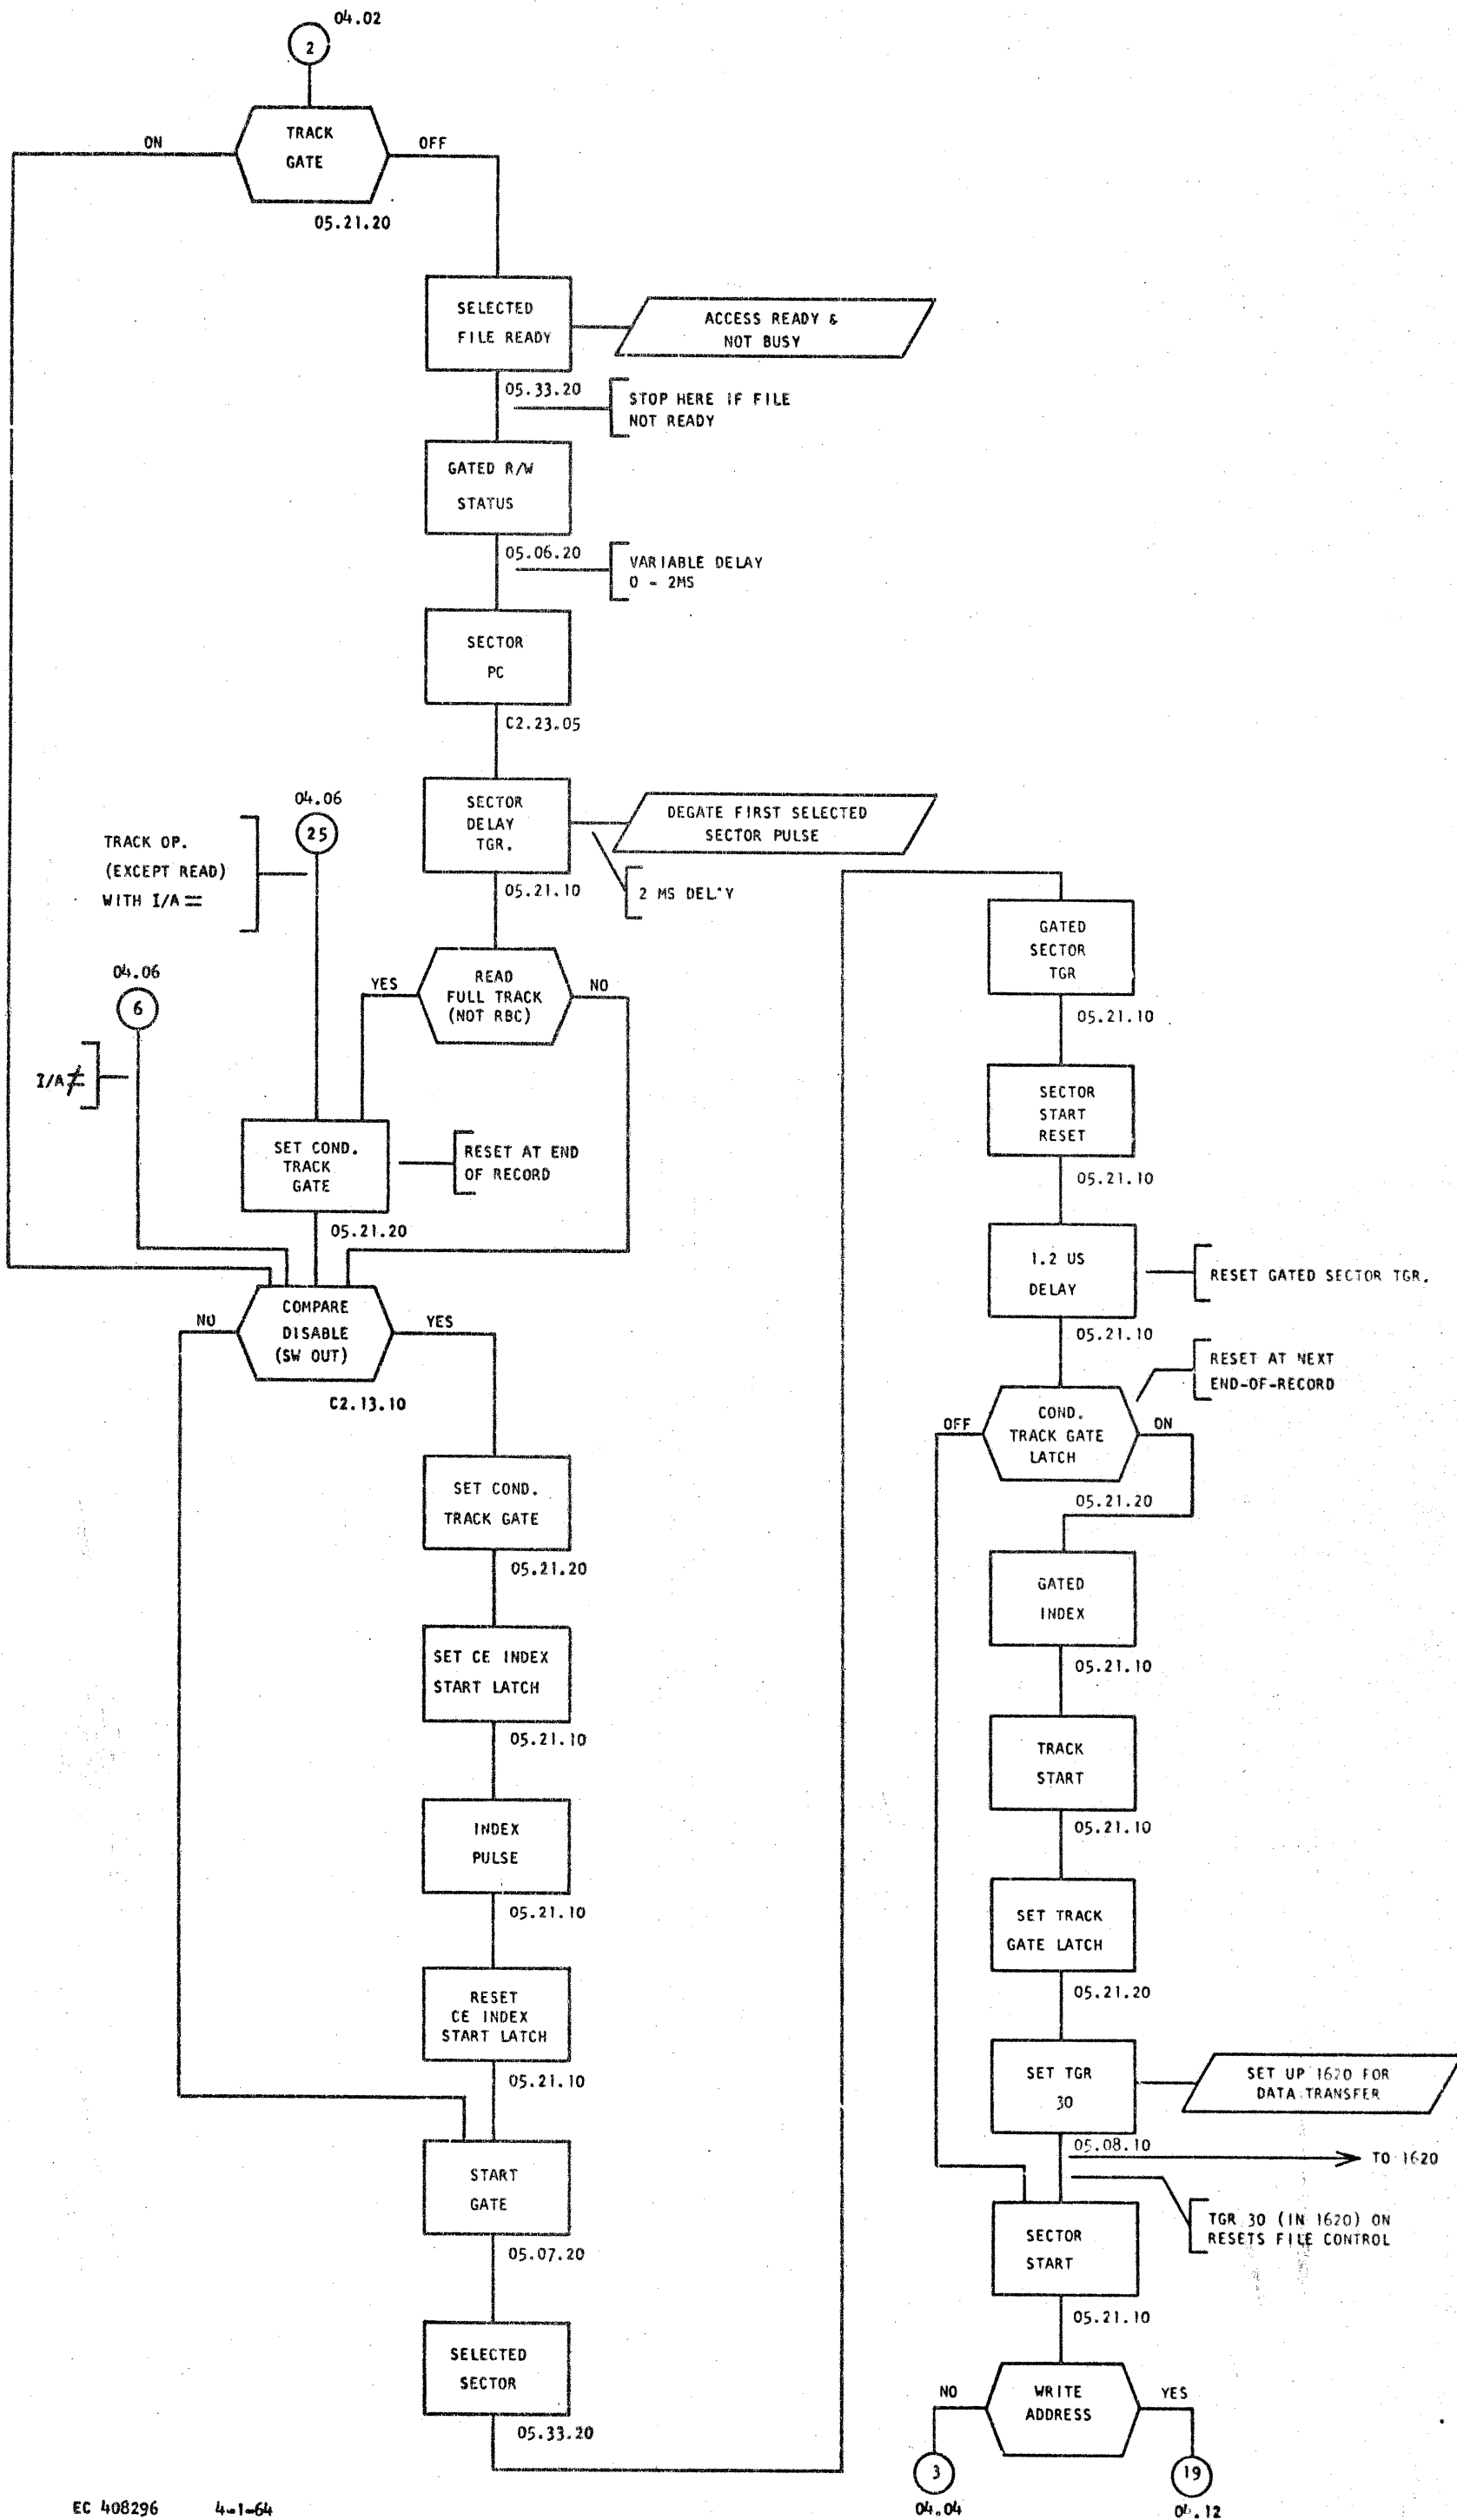 04.02
2
TRACK
GATE
ON
OFF
05.21.20
SELECTED
FILE READY
ACCESS READY &
NOT BUSY
05.33.20
STOP HERE IF FILE
NOT READY
GATED R/W
STATUS
05.06.20
VARIABLE DELAY
0 - 2MS
SECTOR
PC
C2.23.05
SECTOR
DELAY
TGR.
DEGATE FIRST SELECTED
SECTOR PULSE
05.21.10
2 MS DELAY
04.06
25
TRACK OP.
(EXCEPT READ)
WITH I/A =
READ
FULL TRACK
(NOT RBC)
YES
NO
04.06
6
I/A ≠
SET COND.
TRACK
GATE
RESET AT END
OF RECORD
05.21.20
COMPARE
DISABLE
(SW OUT)
NO
YES
C2.13.10
SET COND.
TRACK GATE
05.21.20
SET CE INDEX
START LATCH
05.21.10
INDEX
PULSE
05.21.10
RESET
CE INDEX
START LATCH
05.21.10
START
GATE
05.07.20
SELECTED
SECTOR
05.33.20
GATED
SECTOR
TGR
05.21.10
SECTOR
START
RESET
05.21.10
1.2 US
DELAY
RESET GATED SECTOR TGR.
05.21.10
RESET AT NEXT
END-OF-RECORD
COND.
TRACK GATE
LATCH
OFF
ON
05.21.20
GATED
INDEX
05.21.10
TRACK
START
05.21.10
SET TRACK
GATE LATCH
05.21.20
SET TGR
30
SET UP 1620 FOR
DATA TRANSFER
05.08.10
TO 1620
TGR 30 (IN 1620) ON
RESETS FILE CONTROL
SECTOR
START
05.21.10
WRITE
ADDRESS
NO
YES
3
04.04
19
04.12
EC 408296 4-1-64